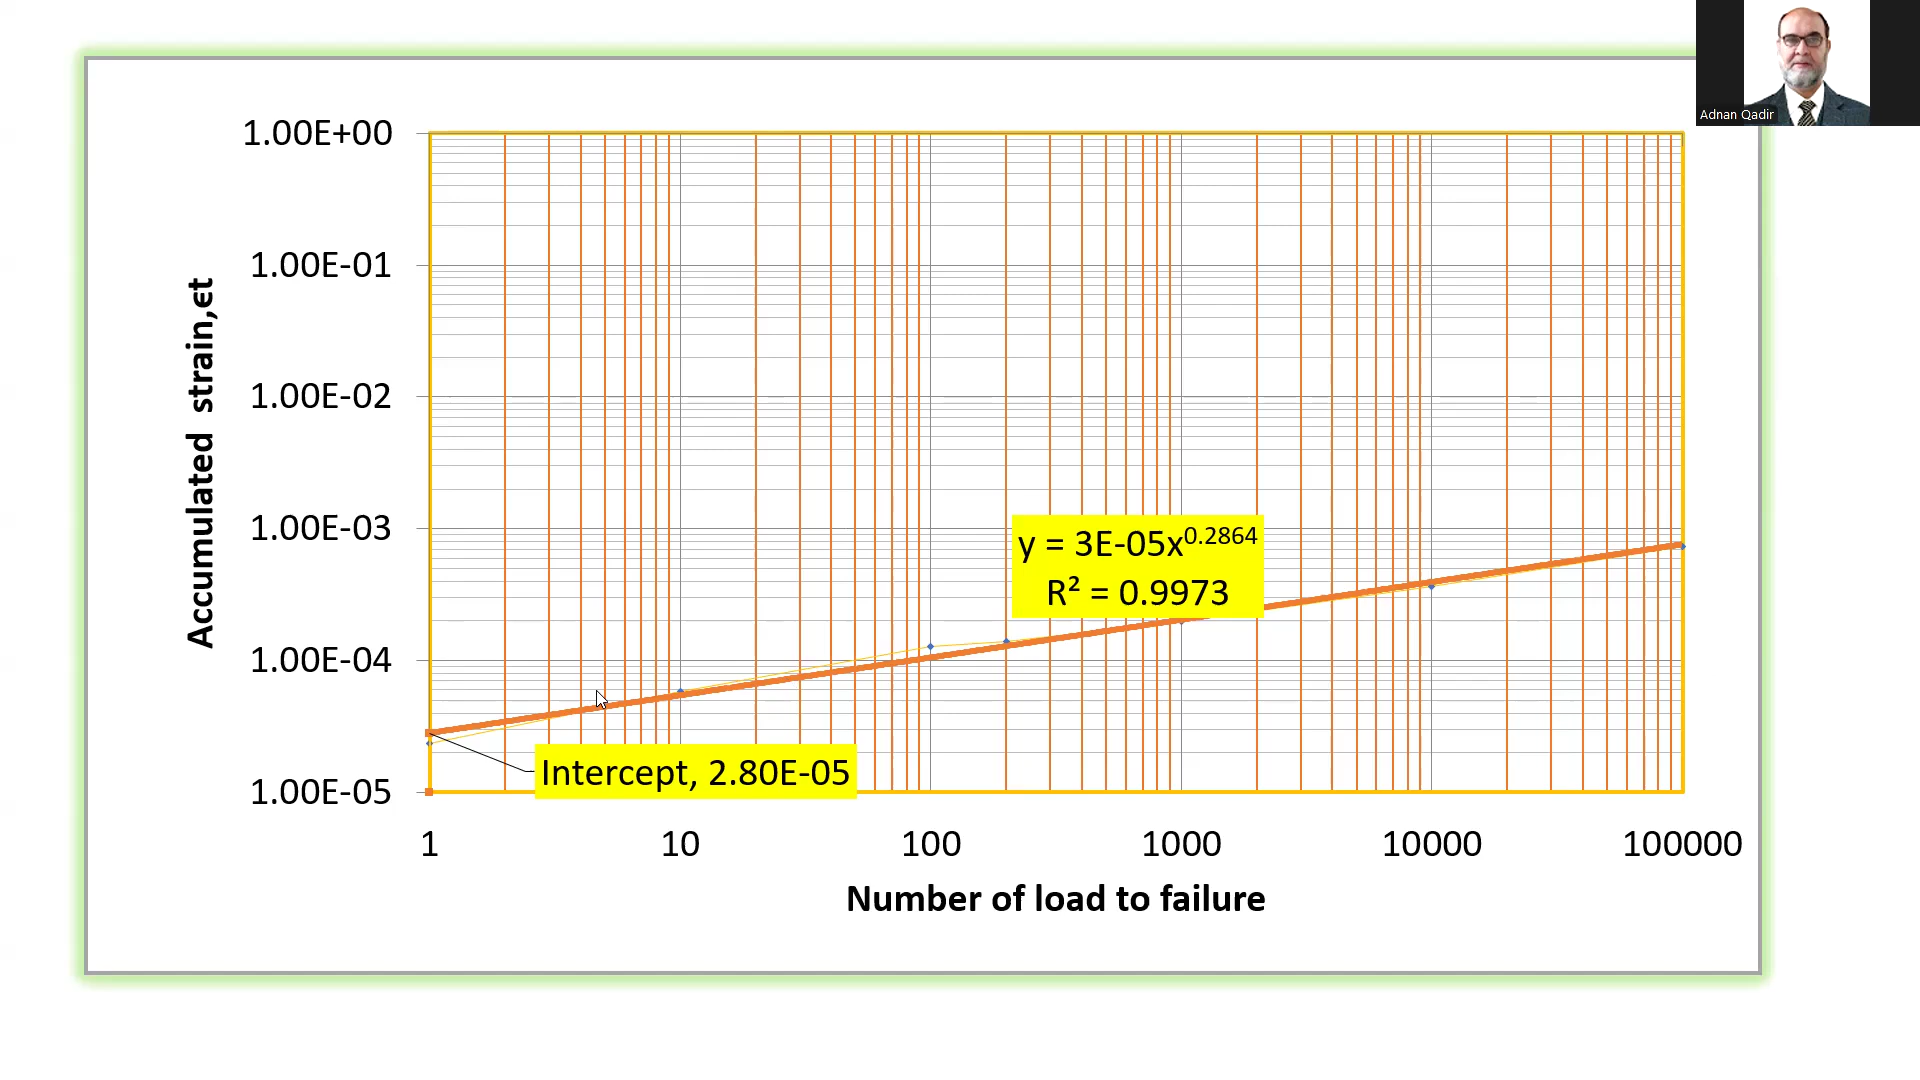 Adnan Qadir
1.00E+00
1.00E-01
1.00E-02
1.00E-03
1.00E-04
1.00E-05
Accumulated strain,єt
y = 3E-05x^0.2864
R² = 0.9973
Intercept, 2.80E-05
1 10 100 1000 10000 100000
Number of load to failure